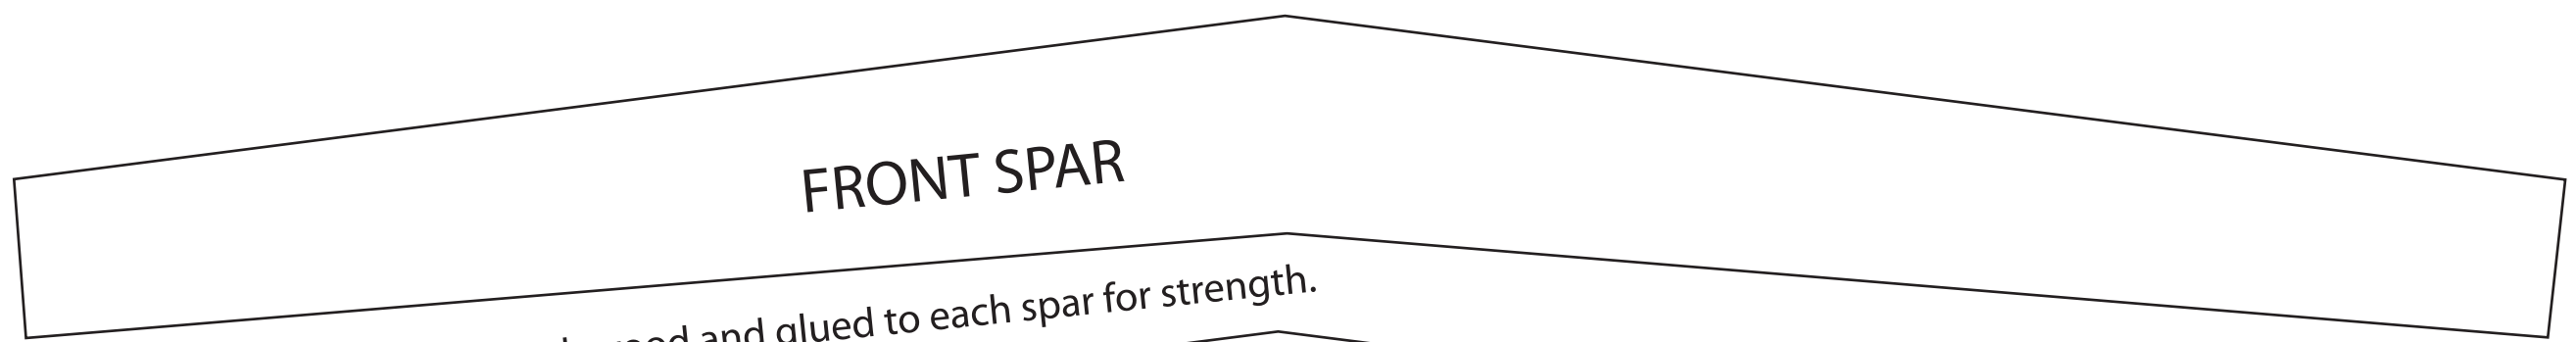 FRONT SPAR
and glued to each spar for strength.